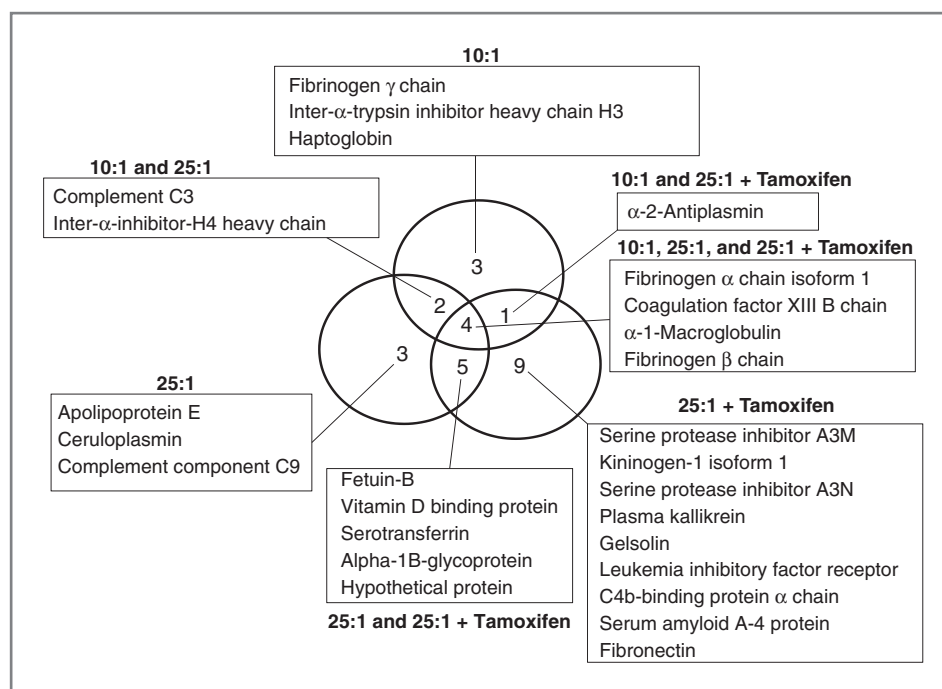 10:1
Fibrinogen γ chain
Inter-α-trypsin inhibitor heavy chain H3
Haptoglobin
10:1 and 25:1
Complement C3
Inter-α-inhibitor-H4 heavy chain
10:1 and 25:1 + Tamoxifen
α-2-Antiplasmin
10:1, 25:1, and 25:1 + Tamoxifen
Fibrinogen α chain isoform 1
Coagulation factor XIII B chain
α-1-Macroglobulin
Fibrinogen β chain
3
2
1
4
3
5
9
25:1
Apolipoprotein E
Ceruloplasmin
Complement component C9
Fetuin-B
Vitamin D binding protein
Serotransferrin
Alpha-1B-glycoprotein
Hypothetical protein
25:1 and 25:1 + Tamoxifen
25:1 + Tamoxifen
Serine protease inhibitor A3M
Kininogen-1 isoform 1
Serine protease inhibitor A3N
Plasma kallikrein
Gelsolin
Leukemia inhibitory factor receptor
C4b-binding protein α chain
Serum amyloid A-4 protein
Fibronectin